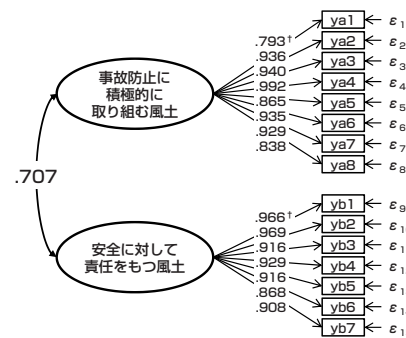 事故防止に
積極的に
取り組む風土
.793†
.936
.940
.992
.865
.935
.929
.838
ya1
ya2
ya3
ya4
ya5
ya6
ya7
ya8
ε1
ε2
ε3
ε4
ε5
ε6
ε7
ε8
.707
安全に対して
責任をもつ風土
.966†
.969
.916
.929
.916
.868
.908
yb1
yb2
yb3
yb4
yb5
yb6
yb7
ε9
ε1
ε1
ε1
ε1
ε1
ε1